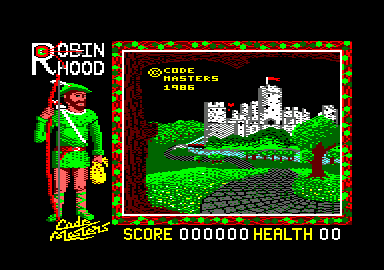 ROBIN
HOOD
© CODE
MASTERS
1986
Code
Masters
SCORE 000000 HEALTH 00